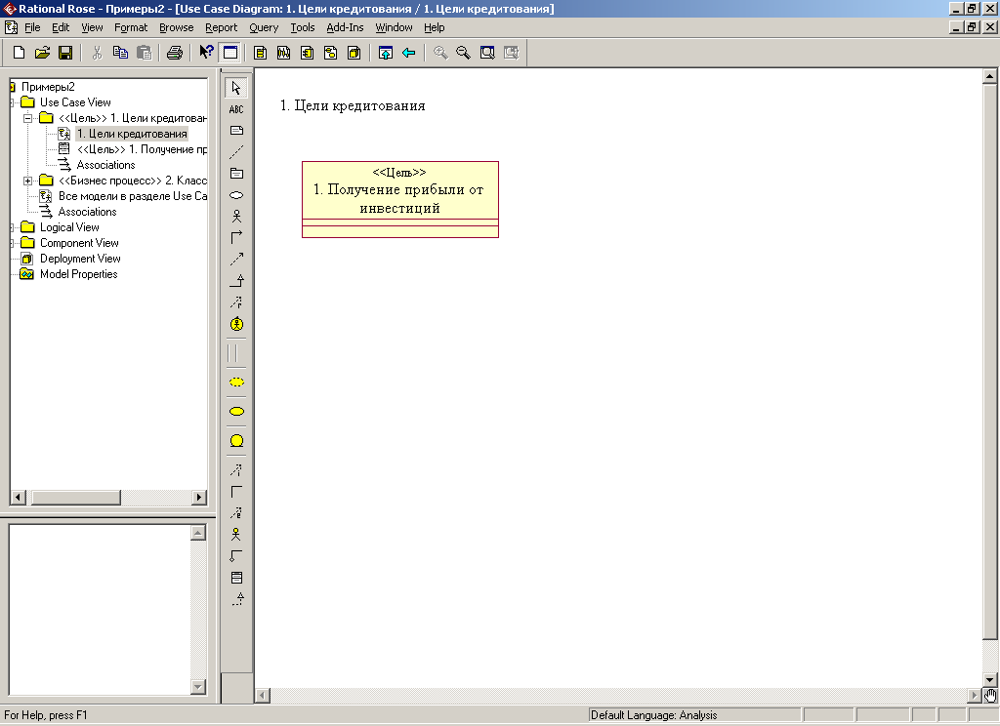 Rational Rose - Примеры2 - [Use Case Diagram: 1. Цели кредитования / 1. Цели кредитования]
File Edit View Format Browse Report Query Tools Add-Ins Window Help
Примеры2
Use Case View
<<Цель>> 1. Цели кредитован
1. Цели кредитования
<<Цель>> 1. Получение пр
Associations
<<Бизнес процесс>> 2. Класс
Все модели в разделе Use Ca
Associations
Logical View
Component View
Deployment View
Model Properties
ABC
1. Цели кредитования
<<Цель>>
1. Получение прибыли от
инвестиций
For Help, press F1
Default Language: Analysis